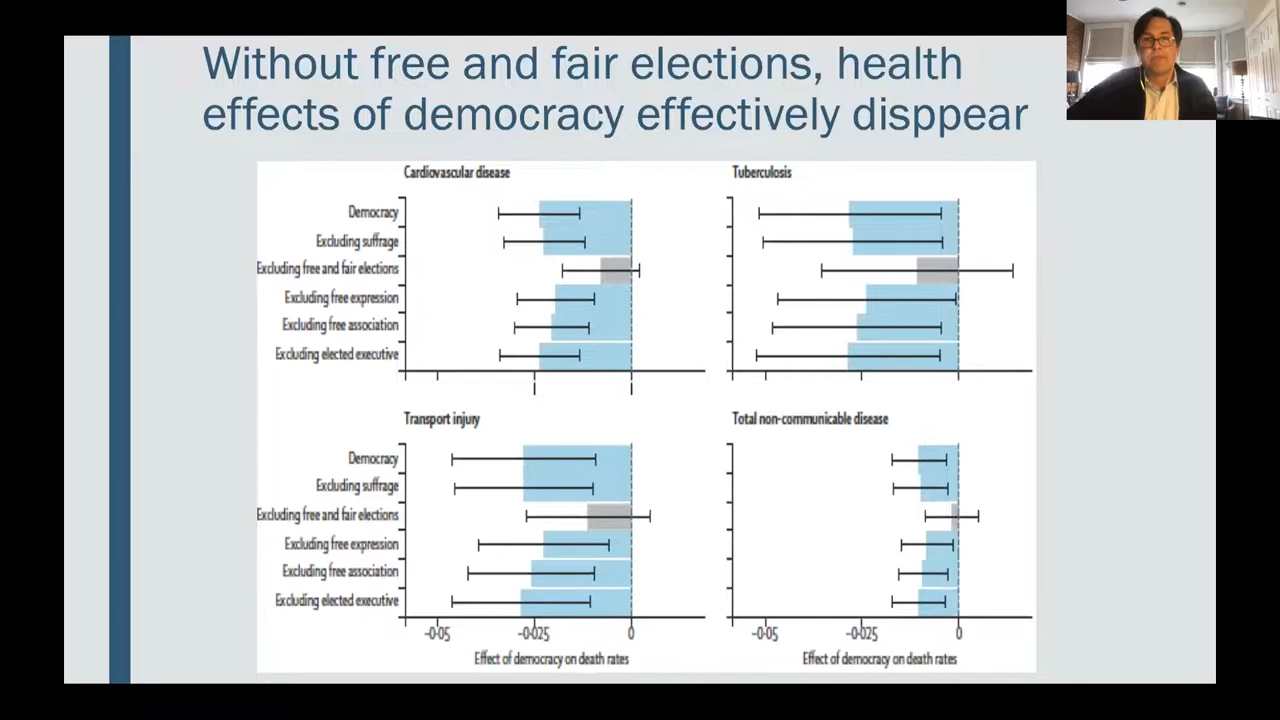 Without free and fair elections, health
effects of democracy effectively disppear
Cardiovascular disease
Democracy
Excluding suffrage
Excluding free and fair elections
Excluding free expression
Excluding free association
Excluding elected executive
Tuberculosis
Transport injury
Democracy
Excluding suffrage
Excluding free and fair elections
Excluding free expression
Excluding free association
Excluding elected executive
-0·05 -0·025 0
Effect of democracy on death rates
Total non-communicable disease
-0·05 -0·025 0
Effect of democracy on death rates